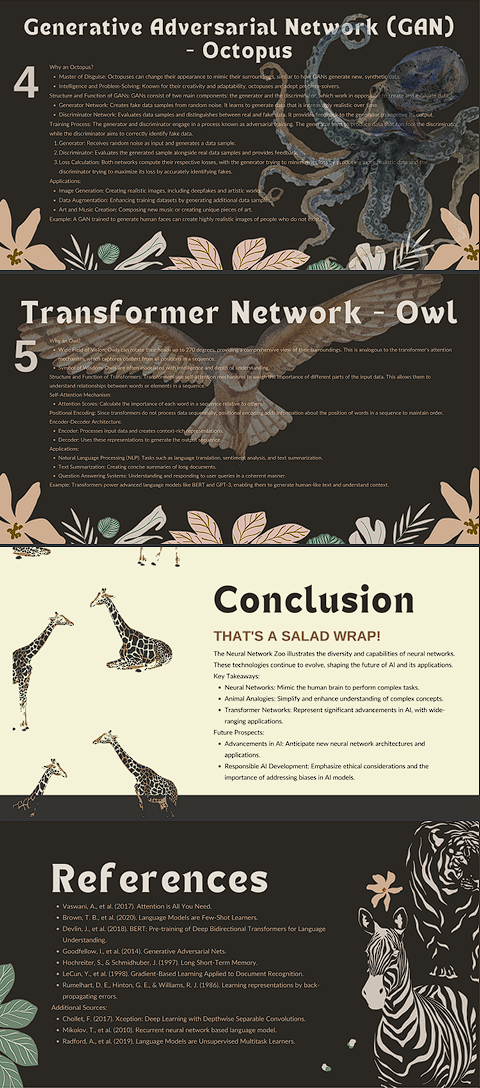 Generative Adversarial Network (GAN)
- Octopus
4
Why an Octopus?
Master of Disguise: Octopuses can change their appearance to mimic their surroundings, similar to how GANs generate new, synthetic data.
Intelligence and Problem-Solving: Known for their creativity and adaptability, octopuses are adept problem-solvers.
Structure and Function of GANs: GANs consist of two main components: the generator and the discriminator, which work in opposition to create and evaluate data.
Generator Network: Creates fake data samples from random noise. It learns to generate data that is increasingly realistic over time.
Discriminator Network: Evaluates data samples and distinguishes between real and fake data. It provides feedback to the generator to improve its output.
Training Process: The generator and discriminator engage in a process known as adversarial training. The generator tries to produce data that can fool the discriminator,
while the discriminator aims to correctly identify fake data.
1. Generator: Receives random noise as input and generates a data sample.
2. Discriminator: Evaluates the generated sample alongside real data samples and provides feedback.
3. Loss Calculation: Both networks compute their respective losses, with the generator trying to minimize its loss by producing more realistic data and the
discriminator trying to maximize its loss by accurately identifying fakes.
Applications:
Image Generation: Creating realistic images, including deepfakes and artistic works.
Data Augmentation: Enhancing training datasets by generating additional data samples.
Art and Music Creation: Composing new music or creating unique pieces of art.
Example: A GAN trained to generate human faces can create highly realistic images of people who do not exist.
Transformer Network - Owl
5
Why an Owl?
Wide Field of Vision: Owls can rotate their heads up to 270 degrees, providing a comprehensive view of their surroundings. This is analogous to the transformer's attention
mechanism, which captures context from all positions in a sequence.
Symbol of Wisdom: Owls are often associated with intelligence and depth of understanding.
Structure and Function of Transformers: Transformers use self-attention mechanisms to weigh the importance of different parts of the input data. This allows them to
understand relationships between words or elements in a sequence.
Self-Attention Mechanism:
Attention Scores: Calculate the importance of each word in a sequence relative to others.
Positional Encoding: Since transformers do not process data sequentially, positional encoding adds information about the position of words in a sequence to maintain order.
Encoder-Decoder Architecture:
Encoder: Processes input data and creates context-rich representations.
Decoder: Uses these representations to generate the output sequence.
Applications:
Natural Language Processing (NLP): Tasks such as language translation, sentiment analysis, and text summarization.
Text Summarization: Creating concise summaries of long documents.
Question Answering Systems: Understanding and responding to user queries in a coherent manner.
Example: Transformers power advanced language models like BERT and GPT-3, enabling them to generate human-like text and understand context.
Conclusion
THAT'S A SALAD WRAP!
The Neural Network Zoo illustrates the diversity and capabilities of neural networks.
These technologies continue to evolve, shaping the future of AI and its applications.
Key Takeaways:
Neural Networks: Mimic the human brain to perform complex tasks.
Animal Analogies: Simplify and enhance understanding of complex concepts.
Transformer Networks: Represent significant advancements in AI, with wide-
ranging applications.
Future Prospects:
Advancements in AI: Anticipate new neural network architectures and
applications.
Responsible AI Development: Emphasize ethical considerations and the
importance of addressing biases in AI models.
References
Vaswani, A., et al. (2017). Attention is All You Need.
Brown, T. B., et al. (2020). Language Models are Few-Shot Learners.
Devlin, J., et al. (2018). BERT: Pre-training of Deep Bidirectional Transformers for Language
Understanding.
Goodfellow, I., et al. (2014). Generative Adversarial Nets.
Hochreiter, S., & Schmidhuber, J. (1997). Long Short-Term Memory.
LeCun, Y., et al. (1998). Gradient-Based Learning Applied to Document Recognition.
Rumelhart, D. E., Hinton, G. E., & Williams, R. J. (1986). Learning representations by back-
propagating errors.
Additional Sources:
Chollet, F. (2017). Xception: Deep Learning with Depthwise Separable Convolutions.
Mikolov, T., et al. (2010). Recurrent neural network based language model.
Radford, A., et al. (2019). Language Models are Unsupervised Multitask Learners.